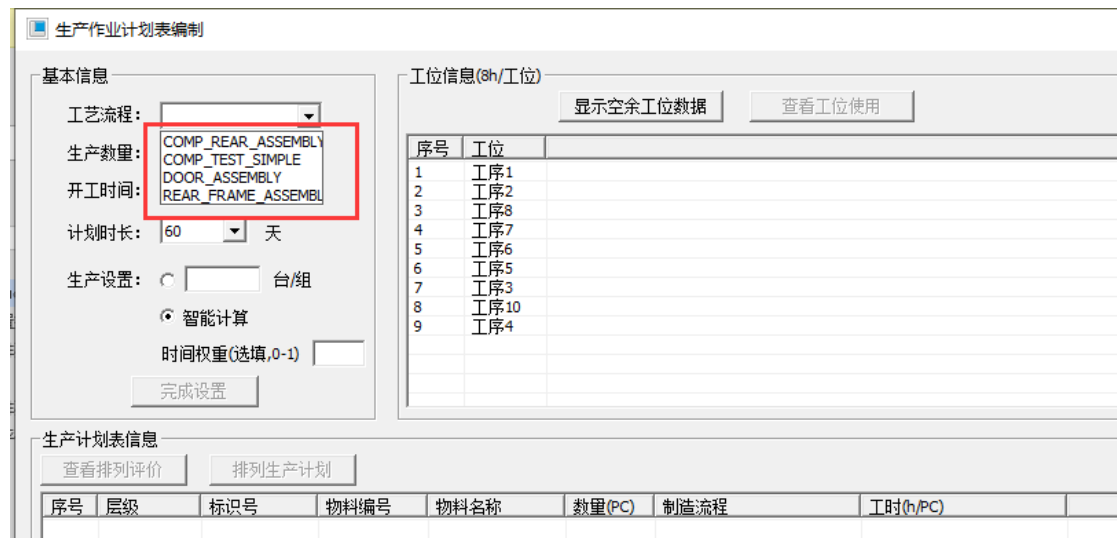 生产作业计划表编制
基本信息
工艺流程：
COMP_REAR_ASSEMBLY
COMP_TEST_SIMPLE
DOOR_ASSEMBLY
REAR_FRAME_ASSEMBL
生产数量：
开工时间：
计划时长： 60 天
生产设置： 台/组
智能计算
时间权重(选填,0-1)
完成设置
工位信息(8h/工位)
显示空余工位数据 查看工位使用
序号 工位
1 工序1
2 工序2
3 工序8
4 工序7
5 工序6
6 工序5
7 工序3
8 工序10
9 工序4
生产计划表信息
查看排列评价 排列生产计划
序号 层级 标识号 物料编号 物料名称 数量(PC) 制造流程 工时(h/PC)